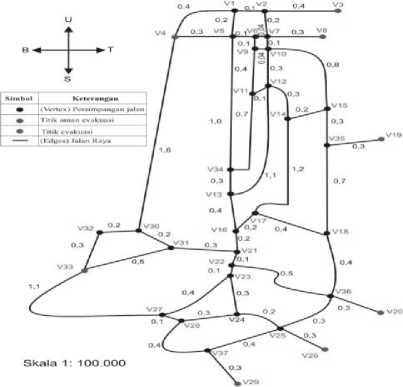 V1
V2
V3
0,4
0,1
0,3
0,2
0,2
0,04
U
B
T
S
V4
0,3
V5
0,1
V6
V7
0,3
V8
V9
0,1
V10
0,04
0,4
0,3
0,3
0,8
V11
0,1
V12
0,1
V14
0,3
V15
Simbol Keterangan
(Vertex) Persimpangan jalan
Titik aman evakuasi
Titik evakuasi
(Edges) Jalan Raya
1,0
0,7
V35
0,3
V19
1,6
V34
0,3
1,1
1,2
0,7
V13
0,4
V17
0,2
0,4
V18
V16
V32
0,2
V30
0,2
0,3
V31
0,3
0,2
V21
0,1
V22
0,1
V23
V33
0,5
0,5
0,4
1,1
0,4
0,3
V36
0,3
V20
V27
0,1
0,2
V28
0,3
V24
0,2
V25
0,3
0,3
V26
0,4
V37
0,4
0,3
V29
Skala 1: 100.000